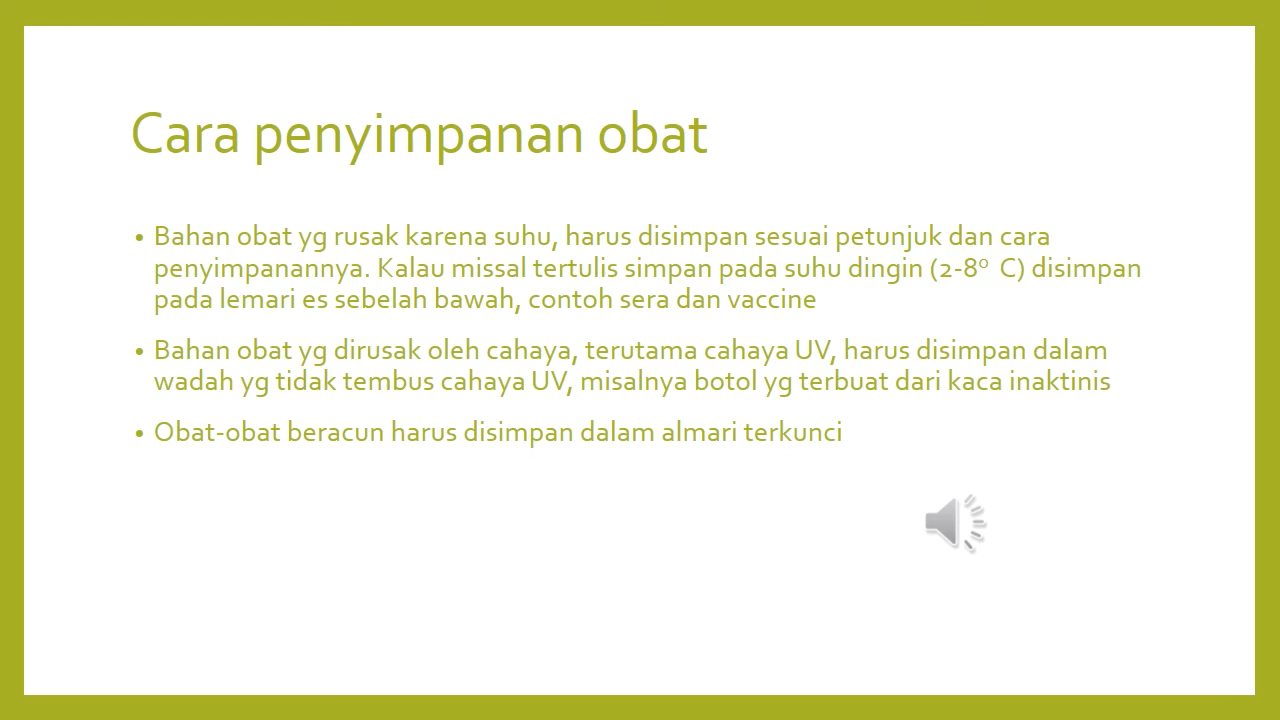 Cara penyimpanan obat
• Bahan obat yg rusak karena suhu, harus disimpan sesuai petunjuk dan cara
penyimpanannya. Kalau missal tertulis simpan pada suhu dingin (2-8⁰ C) disimpan
pada lemari es sebelah bawah, contoh sera dan vaccine
• Bahan obat yg dirusak oleh cahaya, terutama cahaya UV, harus disimpan dalam
wadah yg tidak tembus cahaya UV, misalnya botol yg terbuat dari kaca inaktinis
• Obat-obat beracun harus disimpan dalam almari terkunci